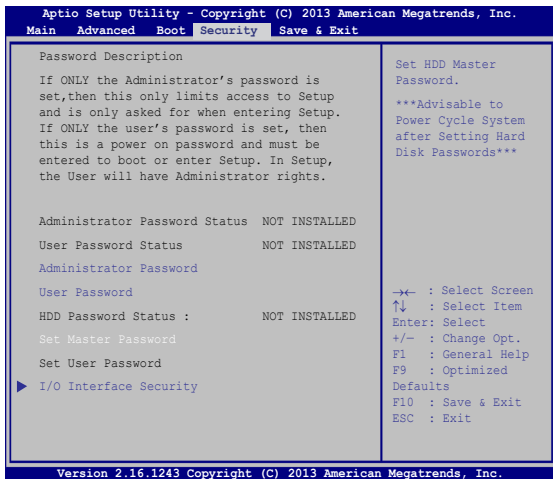 Aptio Setup Utility - Copyright (C) 2013 American Megatrends, Inc.
Main Advanced Boot Security Save & Exit
Password Description
If ONLY the Administrator's password is
set,then this only limits access to Setup
and is only asked for when entering Setup.
If ONLY the user's password is set, then
this is a power on password and must be
entered to boot or enter Setup. In Setup,
the User will have Administrator rights.
Administrator Password Status NOT INSTALLED
User Password Status NOT INSTALLED
Administrator Password
User Password
HDD Password Status : NOT INSTALLED
Set Master Password
Set User Password
I/O Interface Security
Set HDD Master
Password.
***Advisable to
Power Cycle System
after Setting Hard
Disk Passwords***
→← : Select Screen
↑↓ : Select Item
Enter: Select
+/— : Change Opt.
F1 : General Help
F9 : Optimized
Defaults
F10 : Save & Exit
ESC : Exit
Version 2.16.1243 Copyright (C) 2013 American Megatrends, Inc.